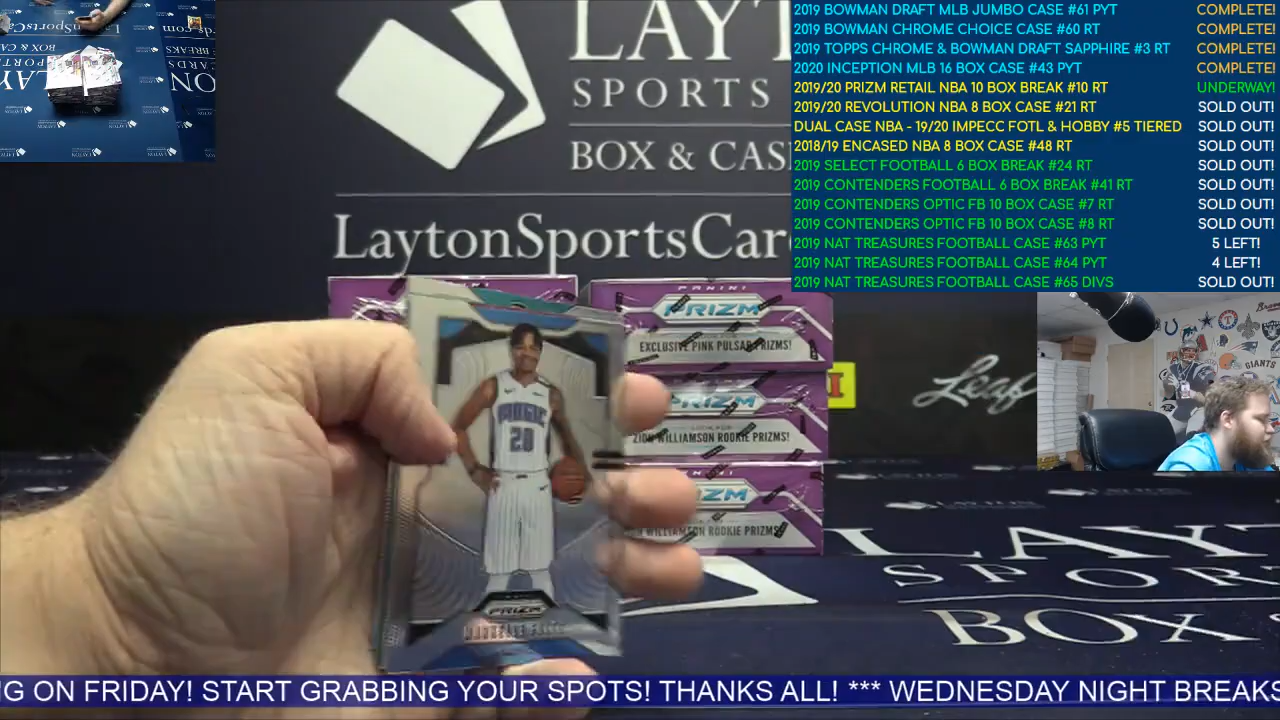 LAYT
SPORTS
BOX & CAS
LaytonSportsCar
2019 BOWMAN DRAFT MLB JUMBO CASE #61 PYT COMPLETE!
2019 BOWMAN CHROME CHOICE CASE #60 RT COMPLETE!
2019 TOPPS CHROME & BOWMAN DRAFT SAPPHIRE #3 RT COMPLETE!
2020 INCEPTION MLB 16 BOX CASE #43 PYT COMPLETE!
2019/20 PRIZM RETAIL NBA 10 BOX BREAK #10 RT UNDERWAY!
2019/20 REVOLUTION NBA 8 BOX CASE #21 RT SOLD OUT!
DUAL CASE NBA - 19/20 IMPECC FOTL & HOBBY #5 TIERED SOLD OUT!
2018/19 ENCASED NBA 8 BOX CASE #48 RT SOLD OUT!
2019 SELECT FOOTBALL 6 BOX BREAK #24 RT SOLD OUT!
2019 CONTENDERS FOOTBALL 6 BOX BREAK #41 RT SOLD OUT!
2019 CONTENDERS OPTIC FB 10 BOX CASE #7 RT SOLD OUT!
2019 CONTENDERS OPTIC FB 10 BOX CASE #8 RT SOLD OUT!
2019 NAT TREASURES FOOTBALL CASE #63 PYT 5 LEFT!
2019 NAT TREASURES FOOTBALL CASE #64 PYT 4 LEFT!
2019 NAT TREASURES FOOTBALL CASE #65 DIVS SOLD OUT!
PANINI
PRIZM
EXCLUSIVE PINK PULSAR PRIZMS!
PRIZM
ZION WILLIAMSON ROOKIE PRIZMS!
ZM
WILLIAMSON ROOKIE PRIZMS!
MAGIC
20
PRIZM
Leaf
GIANTS
LAYT
SPOR
BOX
G ON FRIDAY! START GRABBING YOUR SPOTS! THANKS ALL! *** WEDNESDAY NIGHT BREAKS